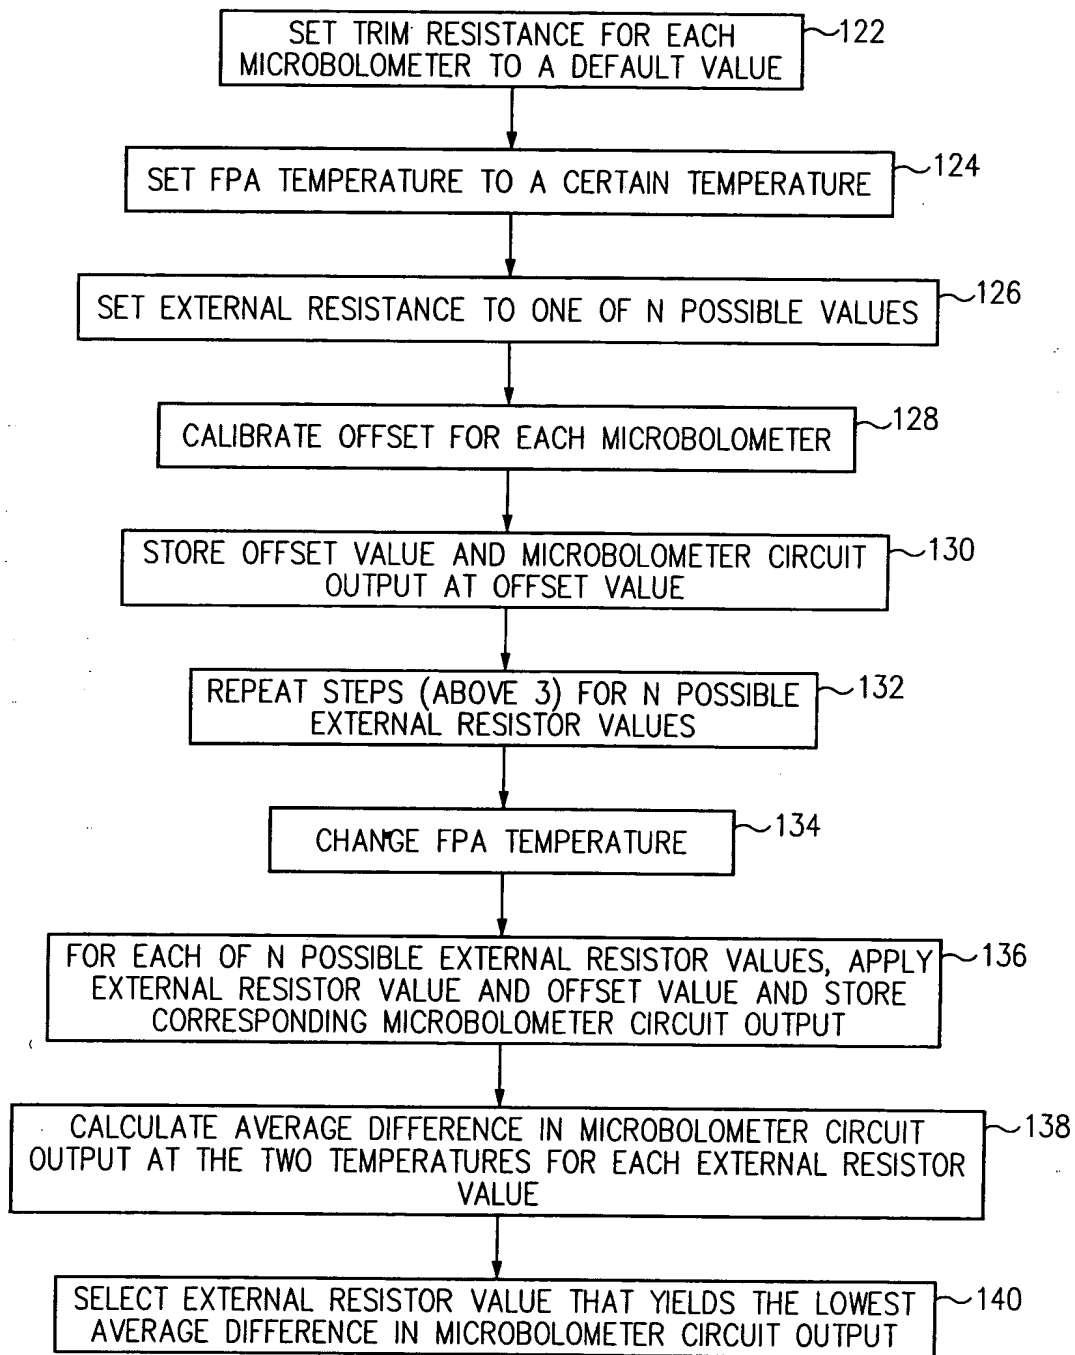 SET TRIM RESISTANCE FOR EACH
MICROBOLOMETER TO A DEFAULT VALUE
122
SET FPA TEMPERATURE TO A CERTAIN TEMPERATURE
124
SET EXTERNAL RESISTANCE TO ONE OF N POSSIBLE VALUES
126
CALIBRATE OFFSET FOR EACH MICROBOLOMETER
128
STORE OFFSET VALUE AND MICROBOLOMETER CIRCUIT
OUTPUT AT OFFSET VALUE
130
REPEAT STEPS (ABOVE 3) FOR N POSSIBLE
EXTERNAL RESISTOR VALUES
132
CHANGE FPA TEMPERATURE
134
FOR EACH OF N POSSIBLE EXTERNAL RESISTOR VALUES, APPLY
EXTERNAL RESISTOR VALUE AND OFFSET VALUE AND STORE
CORRESPONDING MICROBOLOMETER CIRCUIT OUTPUT
136
CALCULATE AVERAGE DIFFERENCE IN MICROBOLOMETER CIRCUIT
OUTPUT AT THE TWO TEMPERATURES FOR EACH EXTERNAL RESISTOR
VALUE
138
SELECT EXTERNAL RESISTOR VALUE THAT YIELDS THE LOWEST
AVERAGE DIFFERENCE IN MICROBOLOMETER CIRCUIT OUTPUT
140